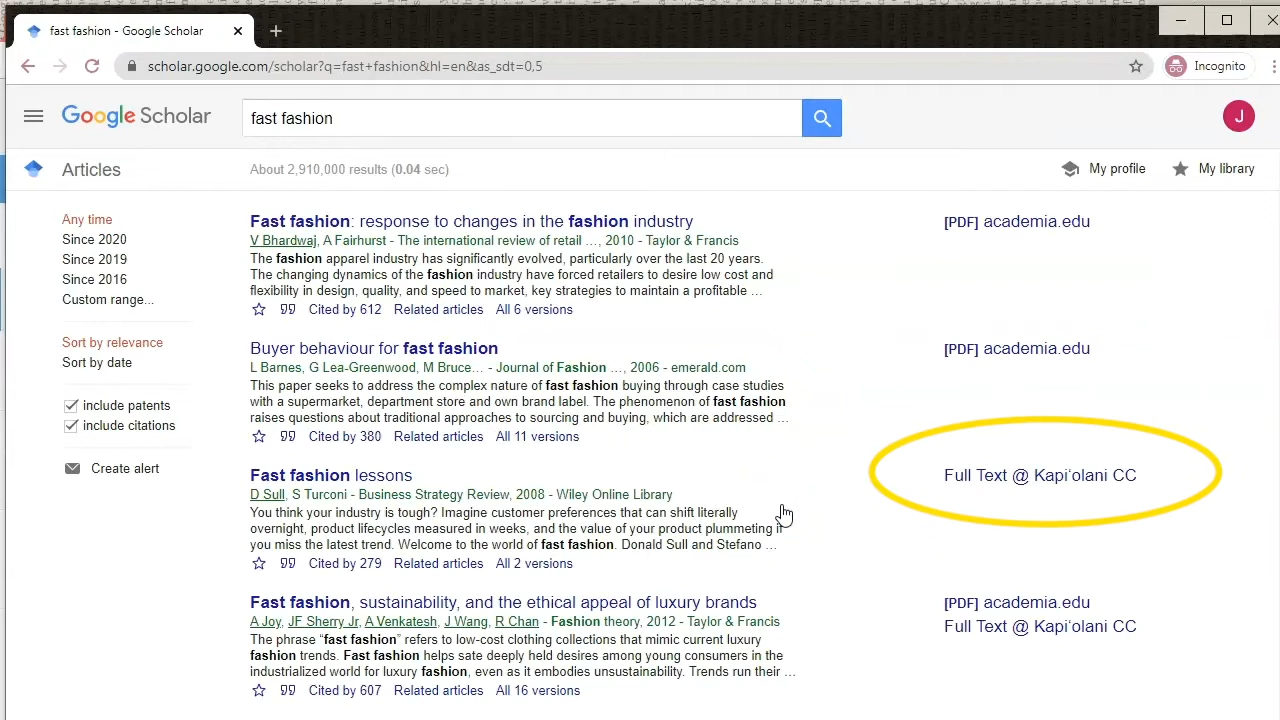 fast fashion - Google Scholar
scholar.google.com/scholar?q=fast+fashion&hl=en&as_sdt=0,5
Incognito
Google Scholar
fast fashion
J
Articles
About 2,910,000 results (0.04 sec)
My profile
My library
Any time
Since 2020
Since 2019
Since 2016
Custom range...
Sort by relevance
Sort by date
include patents
include citations
Create alert
Fast fashion: response to changes in the fashion industry
[PDF] academia.edu
V Bhardwaj, A Fairhurst - The international review of retail …, 2010 - Taylor & Francis
The fashion apparel industry has significantly evolved, particularly over the last 20 years.
The changing dynamics of the fashion industry have forced retailers to desire low cost and
flexibility in design, quality, and speed to market, key strategies to maintain a profitable …
Cited by 612 Related articles All 6 versions
Buyer behaviour for fast fashion
[PDF] academia.edu
L Barnes, G Lea-Greenwood, M Bruce… - Journal of Fashion …, 2006 - emerald.com
This paper seeks to address the complex nature of fast fashion buying through case studies
with a supermarket, department store and own brand label. The phenomenon of fast fashion
raises questions about traditional approaches to sourcing and buying, which are addressed …
Cited by 380 Related articles All 11 versions
Fast fashion lessons
Full Text @ Kapiʻolani CC
D Sull, S Turconi - Business Strategy Review, 2008 - Wiley Online Library
You think your industry is tough? Imagine customer preferences that can shift literally
overnight, product lifecycles measured in weeks, and the value of your product plummeting if
you miss the latest trend. Welcome to the world of fast fashion. Donald Sull and Stefano …
Cited by 279 Related articles All 2 versions
Fast fashion, sustainability, and the ethical appeal of luxury brands
[PDF] academia.edu
A Joy, JF Sherry Jr, A Venkatesh, J Wang, R Chan - Fashion theory, 2012 - Taylor & Francis
Full Text @ Kapiʻolani CC
The phrase “fast fashion” refers to low-cost clothing collections that mimic current luxury
fashion trends. Fast fashion helps sate deeply held desires among young consumers in the
industrialized world for luxury fashion, even as it embodies unsustainability. Trends run their …
Cited by 607 Related articles All 16 versions